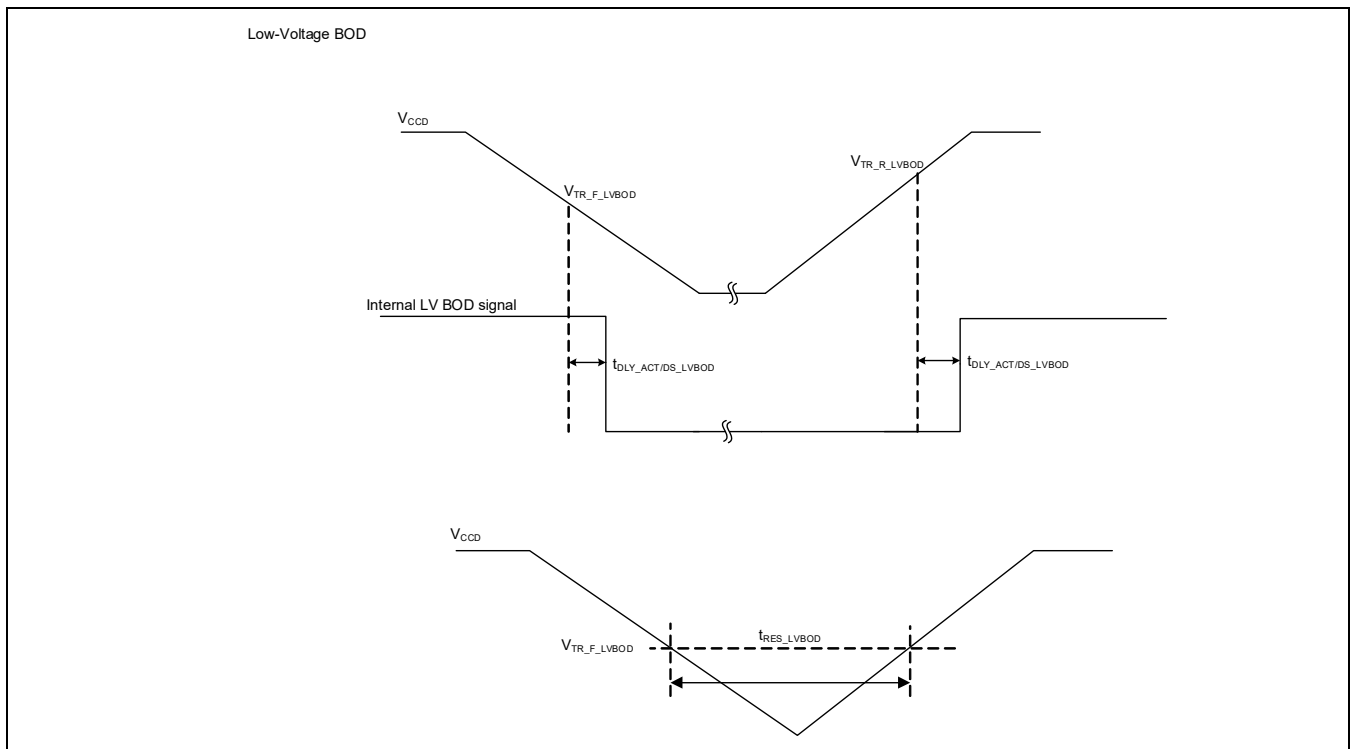 Low-Voltage BOD
VCCD
VTR_R_LVBOD
VTR_F_LVBOD
Internal LV BOD signal
tDLY_ACT/DS_LVBOD
tDLY_ACT/DS_LVBOD
VCCD
tRES_LVBOD
VTR_F_LVBOD